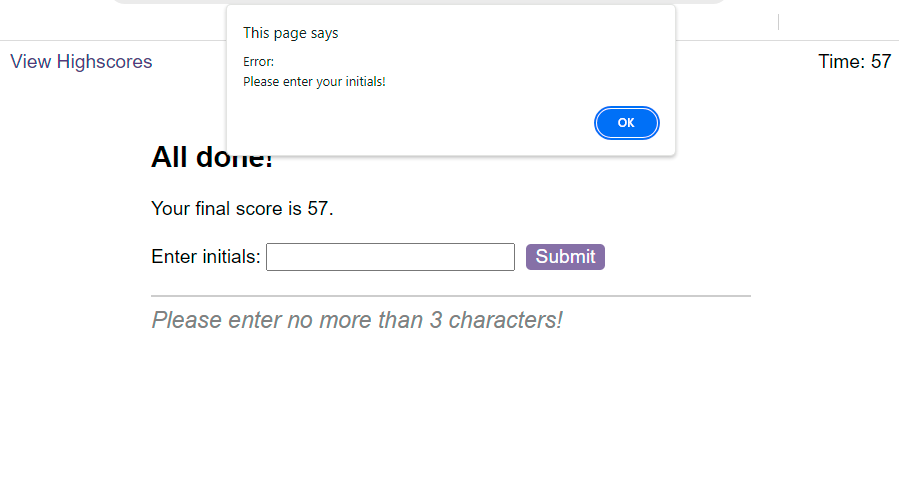 This page says
Error:
Please enter your initials!
OK
View Highscores
Time: 57
All done!
Your final score is 57.
Enter initials:
Submit
Please enter no more than 3 characters!